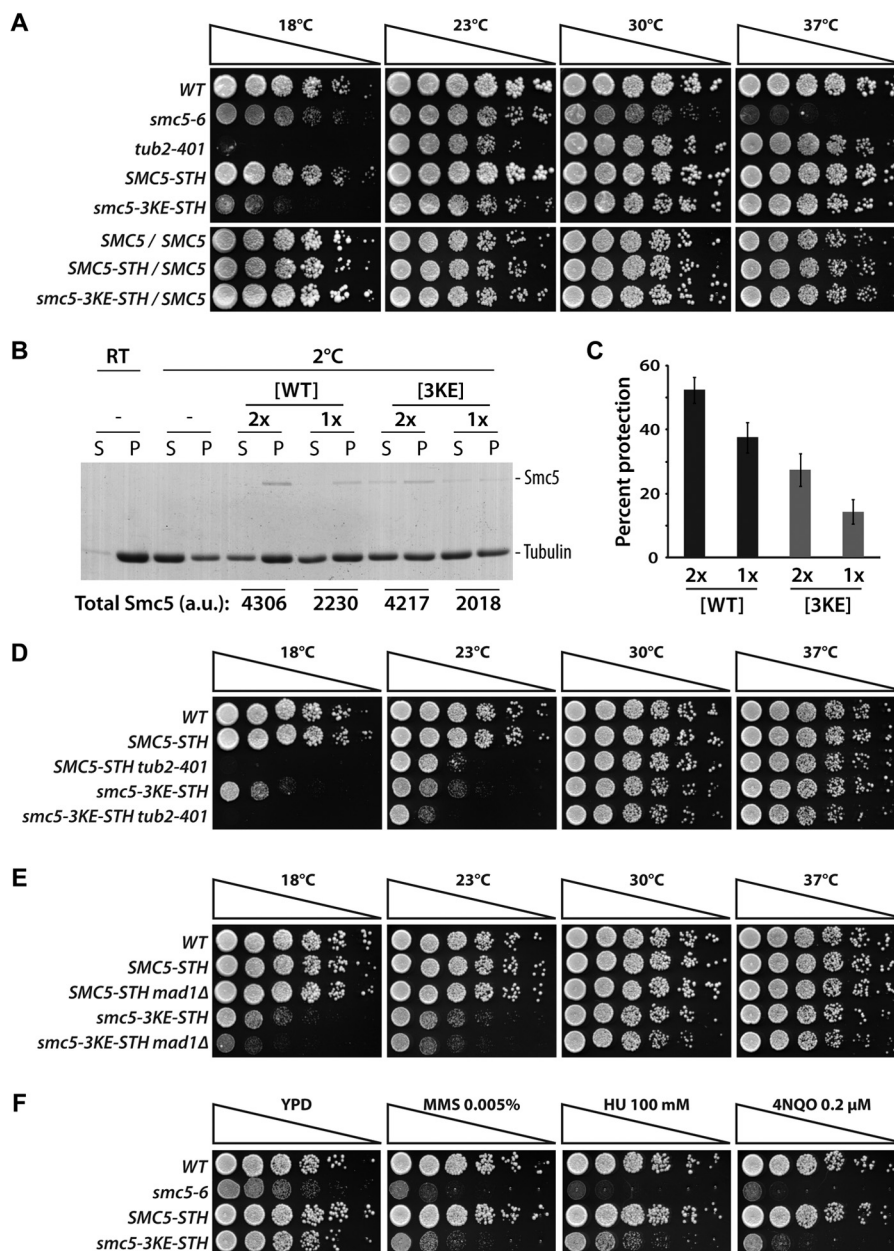 A
18°C 23°C 30°C 37°C
WT
smc5-6
tub2-401
SMC5-STH
smc5-3KE-STH
SMC5 / SMC5
SMC5-STH / SMC5
smc5-3KE-STH / SMC5
B
RT 2°C
[WT] [3KE]
- - 2x 1x 2x 1x
S P S P S P S P S P S P
- Smc5
- Tubulin
Total Smc5 (a.u.): 4306 2230 4217 2018
C
Percent protection
60
40
20
0
2x 1x 2x 1x
[WT] [3KE]
D
18°C 23°C 30°C 37°C
WT
SMC5-STH
SMC5-STH tub2-401
smc5-3KE-STH
smc5-3KE-STH tub2-401
E
18°C 23°C 30°C 37°C
WT
SMC5-STH
SMC5-STH mad1Δ
smc5-3KE-STH
smc5-3KE-STH mad1Δ
F
YPD MMS 0.005% HU 100 mM 4NQO 0.2 μM
WT
smc5-6
SMC5-STH
smc5-3KE-STH